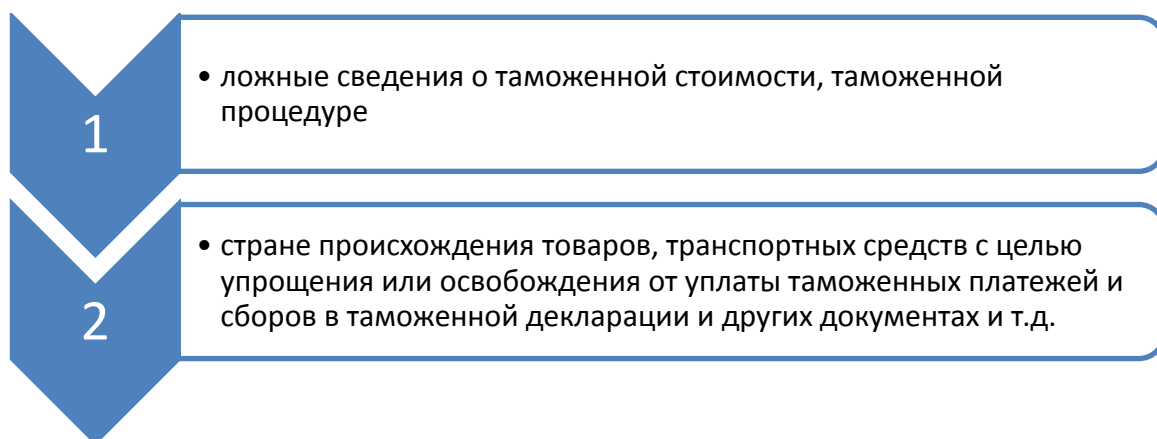 1
• ложные сведения о таможенной стоимости, таможенной
процедуре
2
• стране происхождения товаров, транспортных средств с целью
упрощения или освобождения от уплаты таможенных платежей и
сборов в таможенной декларации и других документах и т.д.